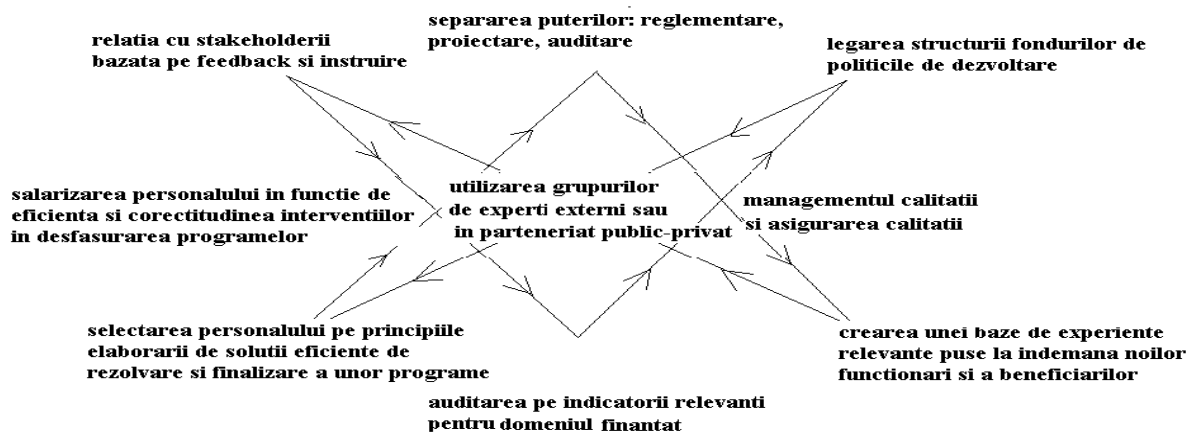 separarea puterilor: reglementare,
proiectare, auditare
relatia cu stakeholderii
bazata pe feedback si instruire
legarea structurii fondurilor de
politicile de dezvoltare
salarizarea personalului in functie de
eficienta si corectitudinea interventiilor
in desfasurarea programelor
utilizarea grupurilor
de experti externi sau
in parteneriat public-privat
managementul calitatii
si asigurarea calitatii
selectarea personalului pe principiile
elaborarii de solutii eficiente de
rezolvare si finalizare a unor programe
crearea unei baze de experiente
relevante puse la indemana noilor
functionari si a beneficiarilor
auditarea pe indicatorii relevanti
pentru domeniul finantat